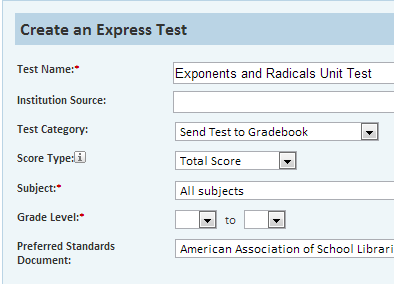 Create an Express Test
Test Name:* Exponents and Radicals Unit Test
Institution Source:
Test Category: Send Test to Gradebook
Score Type: i Total Score
Subject:* All subjects
Grade Level:* to
Preferred Standards Document: American Association of School Librari